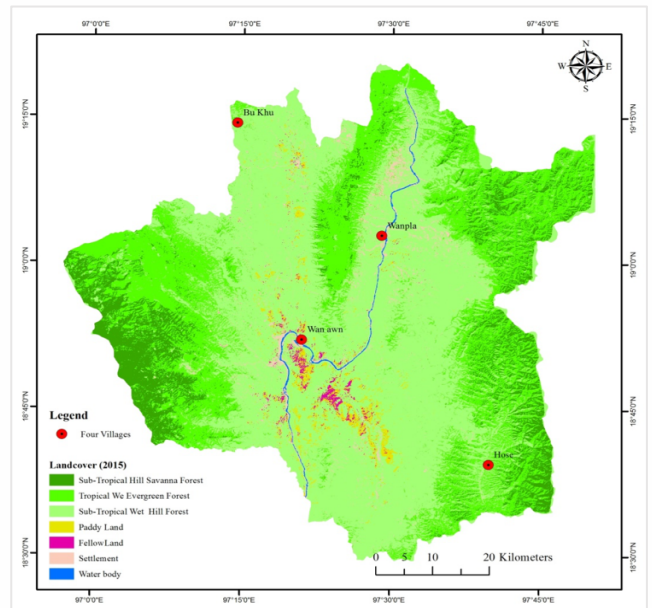 97°0'0"E 97°15'0"E 97°30'0"E 97°45'0"E
N
W E
S
19°15'0"N 19°15'0"N
Bu Khu
Wanpla
19°0'0"N 19°0'0"N
Wan awn
18°45'0"N 18°45'0"N
Legend
Four Villages
Hose
Landcover (2015)
Sub-Tropical Hill Savanna Forest
Tropical We Evergreen Forest
Sub-Tropical Wet Hill Forest
Paddy Land
FellowLand
Settlement
Water body
0 5 10 20 Kilometers
18°30'0"N 18°30'0"N
97°0'0"E 97°15'0"E 97°30'0"E 97°45'0"E